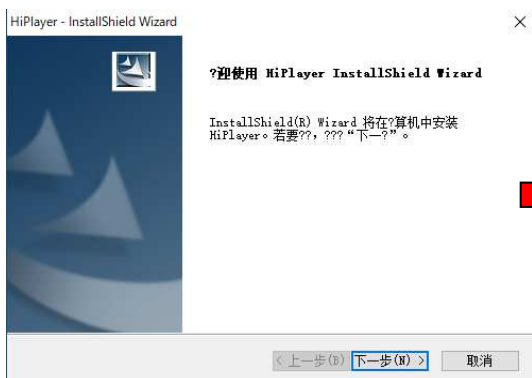 HiPlayer - InstallShield Wizard
?迎使用 HiPlayer InstallShield Wizard
InstallShield(R) Wizard 将在?算机中安装
HiPlayer。若要??，???“下一?”。
< 上一步(B)
下一步(N) >
取消